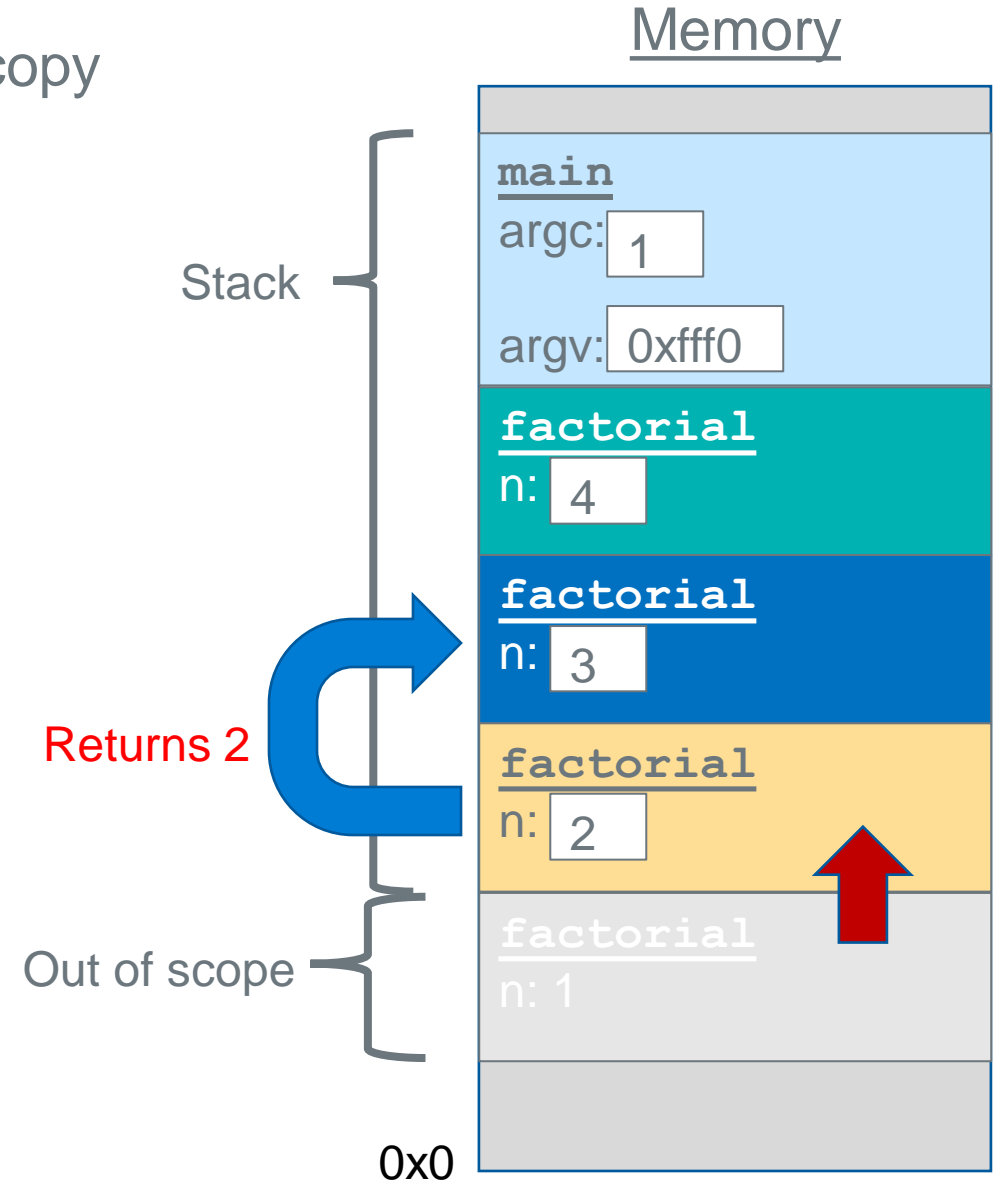 copy
Memory
main
argc: 1
Stack
argv: 0xfff0
factorial
n: 4
factorial
n: 3
Returns 2
factorial
n: 2
factorial
Out of scope
n: 1
0x0